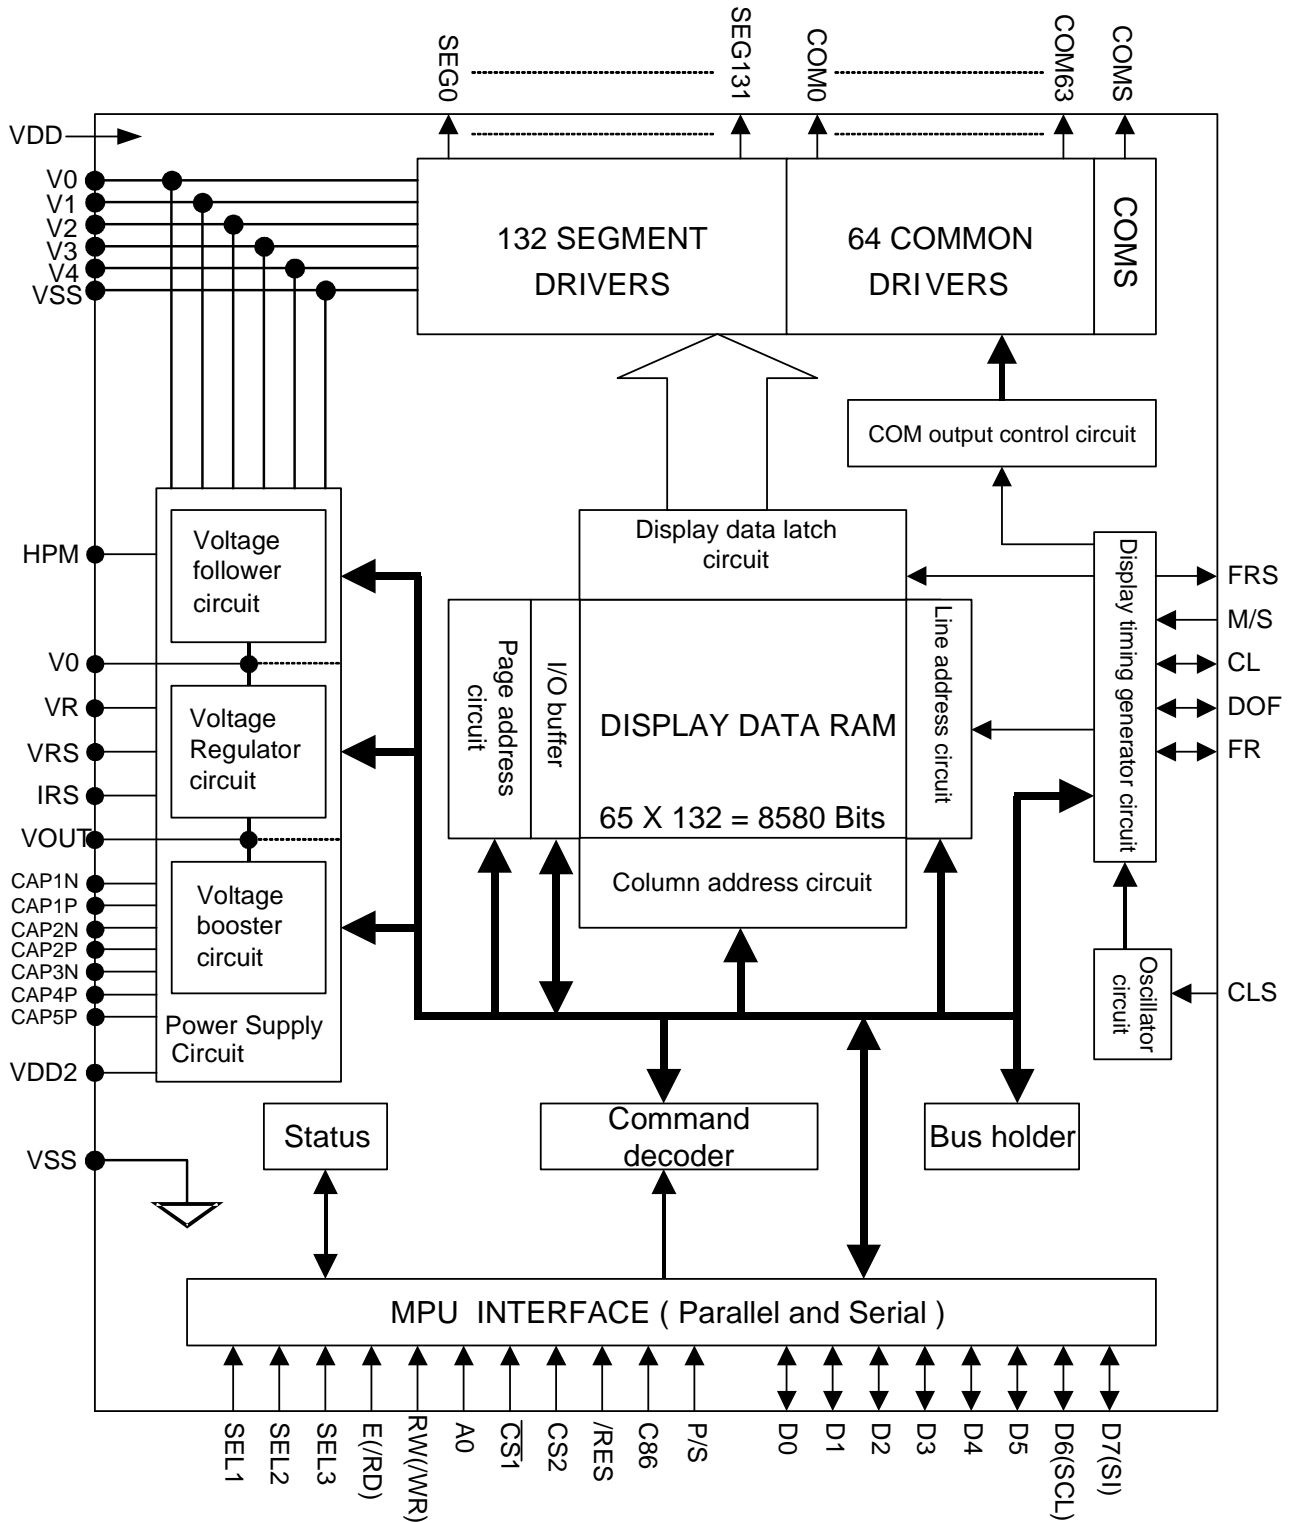 SEG0
SEG131
COM0
COM63
COMS
VDD
V0
V1
V2
V3
V4
VSS
132 SEGMENT
DRIVERS
64 COMMON
DRIVERS
COMS
COM output control circuit
HPM
V0
VR
VRS
IRS
VOUT
CAP1N
CAP1P
CAP2N
CAP2P
CAP3N
CAP4P
CAP5P
VDD2
VSS
Voltage
follower
circuit
Voltage
Regulator
circuit
Voltage
booster
circuit
Power Supply
Circuit
Display data latch
circuit
Page address
circuit
I/O buffer
DISPLAY DATA RAM
65 X 132 = 8580 Bits
Line address circuit
Column address circuit
Display timing generator circuit
FRS
M/S
CL
DOF
FR
Oscillator
circuit
CLS
Status
Command
decoder
Bus holder
MPU INTERFACE ( Parallel and Serial )
SEL1
SEL2
SEL3
E(/RD)
RW(/WR)
A0
CS1
CS2
/RES
C86
P/S
D0
D1
D2
D3
D4
D5
D6(SCL)
D7(SI)